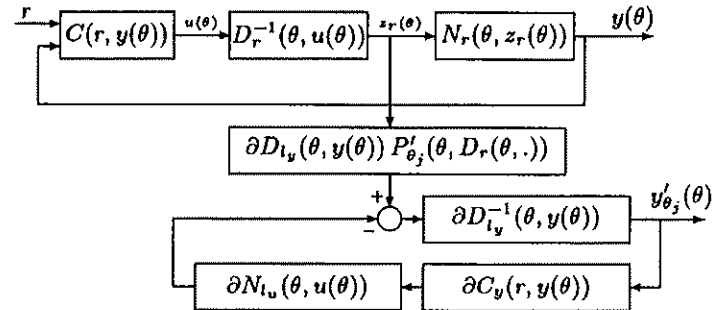 r
C(r, y(θ))
u(θ)
D_r^{-1}(θ, u(θ))
z_r(θ)
N_r(θ, z_r(θ))
y(θ)
∂D_{l_y}(θ, y(θ)) P'_{θ_j}(θ, D_r(θ, .))
+
-
∂D_{l_y}^{-1}(θ, y(θ))
y'_{θ_j}(θ)
∂N_{l_u}(θ, u(θ))
∂C_y(r, y(θ))